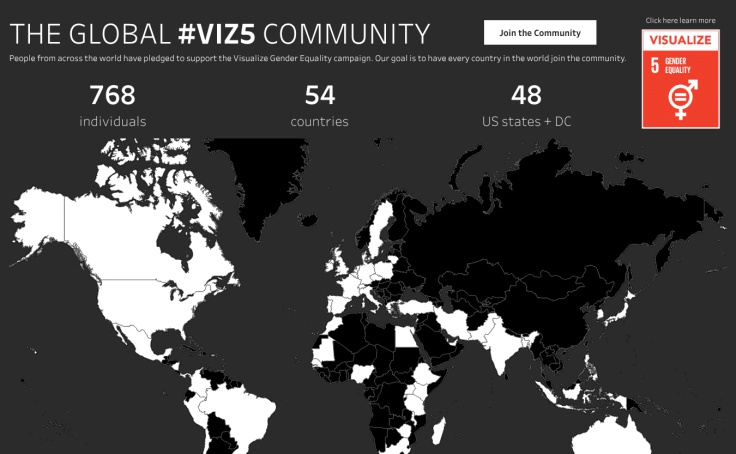 THE GLOBAL #VIZ5 COMMUNITY
Join the Community
Click here learn more
People from across the world have pledged to support the Visualize Gender Equality campaign. Our goal is to have every country in the world join the community.
VISUALIZE
5 GENDER
EQUALITY
768
54
48
individuals
countries
US states + DC